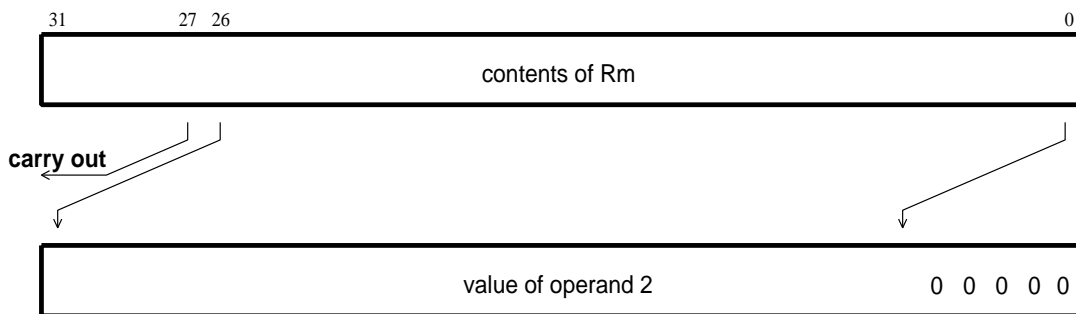 31 27 26 0
contents of Rm
carry out
value of operand 2 0 0 0 0 0